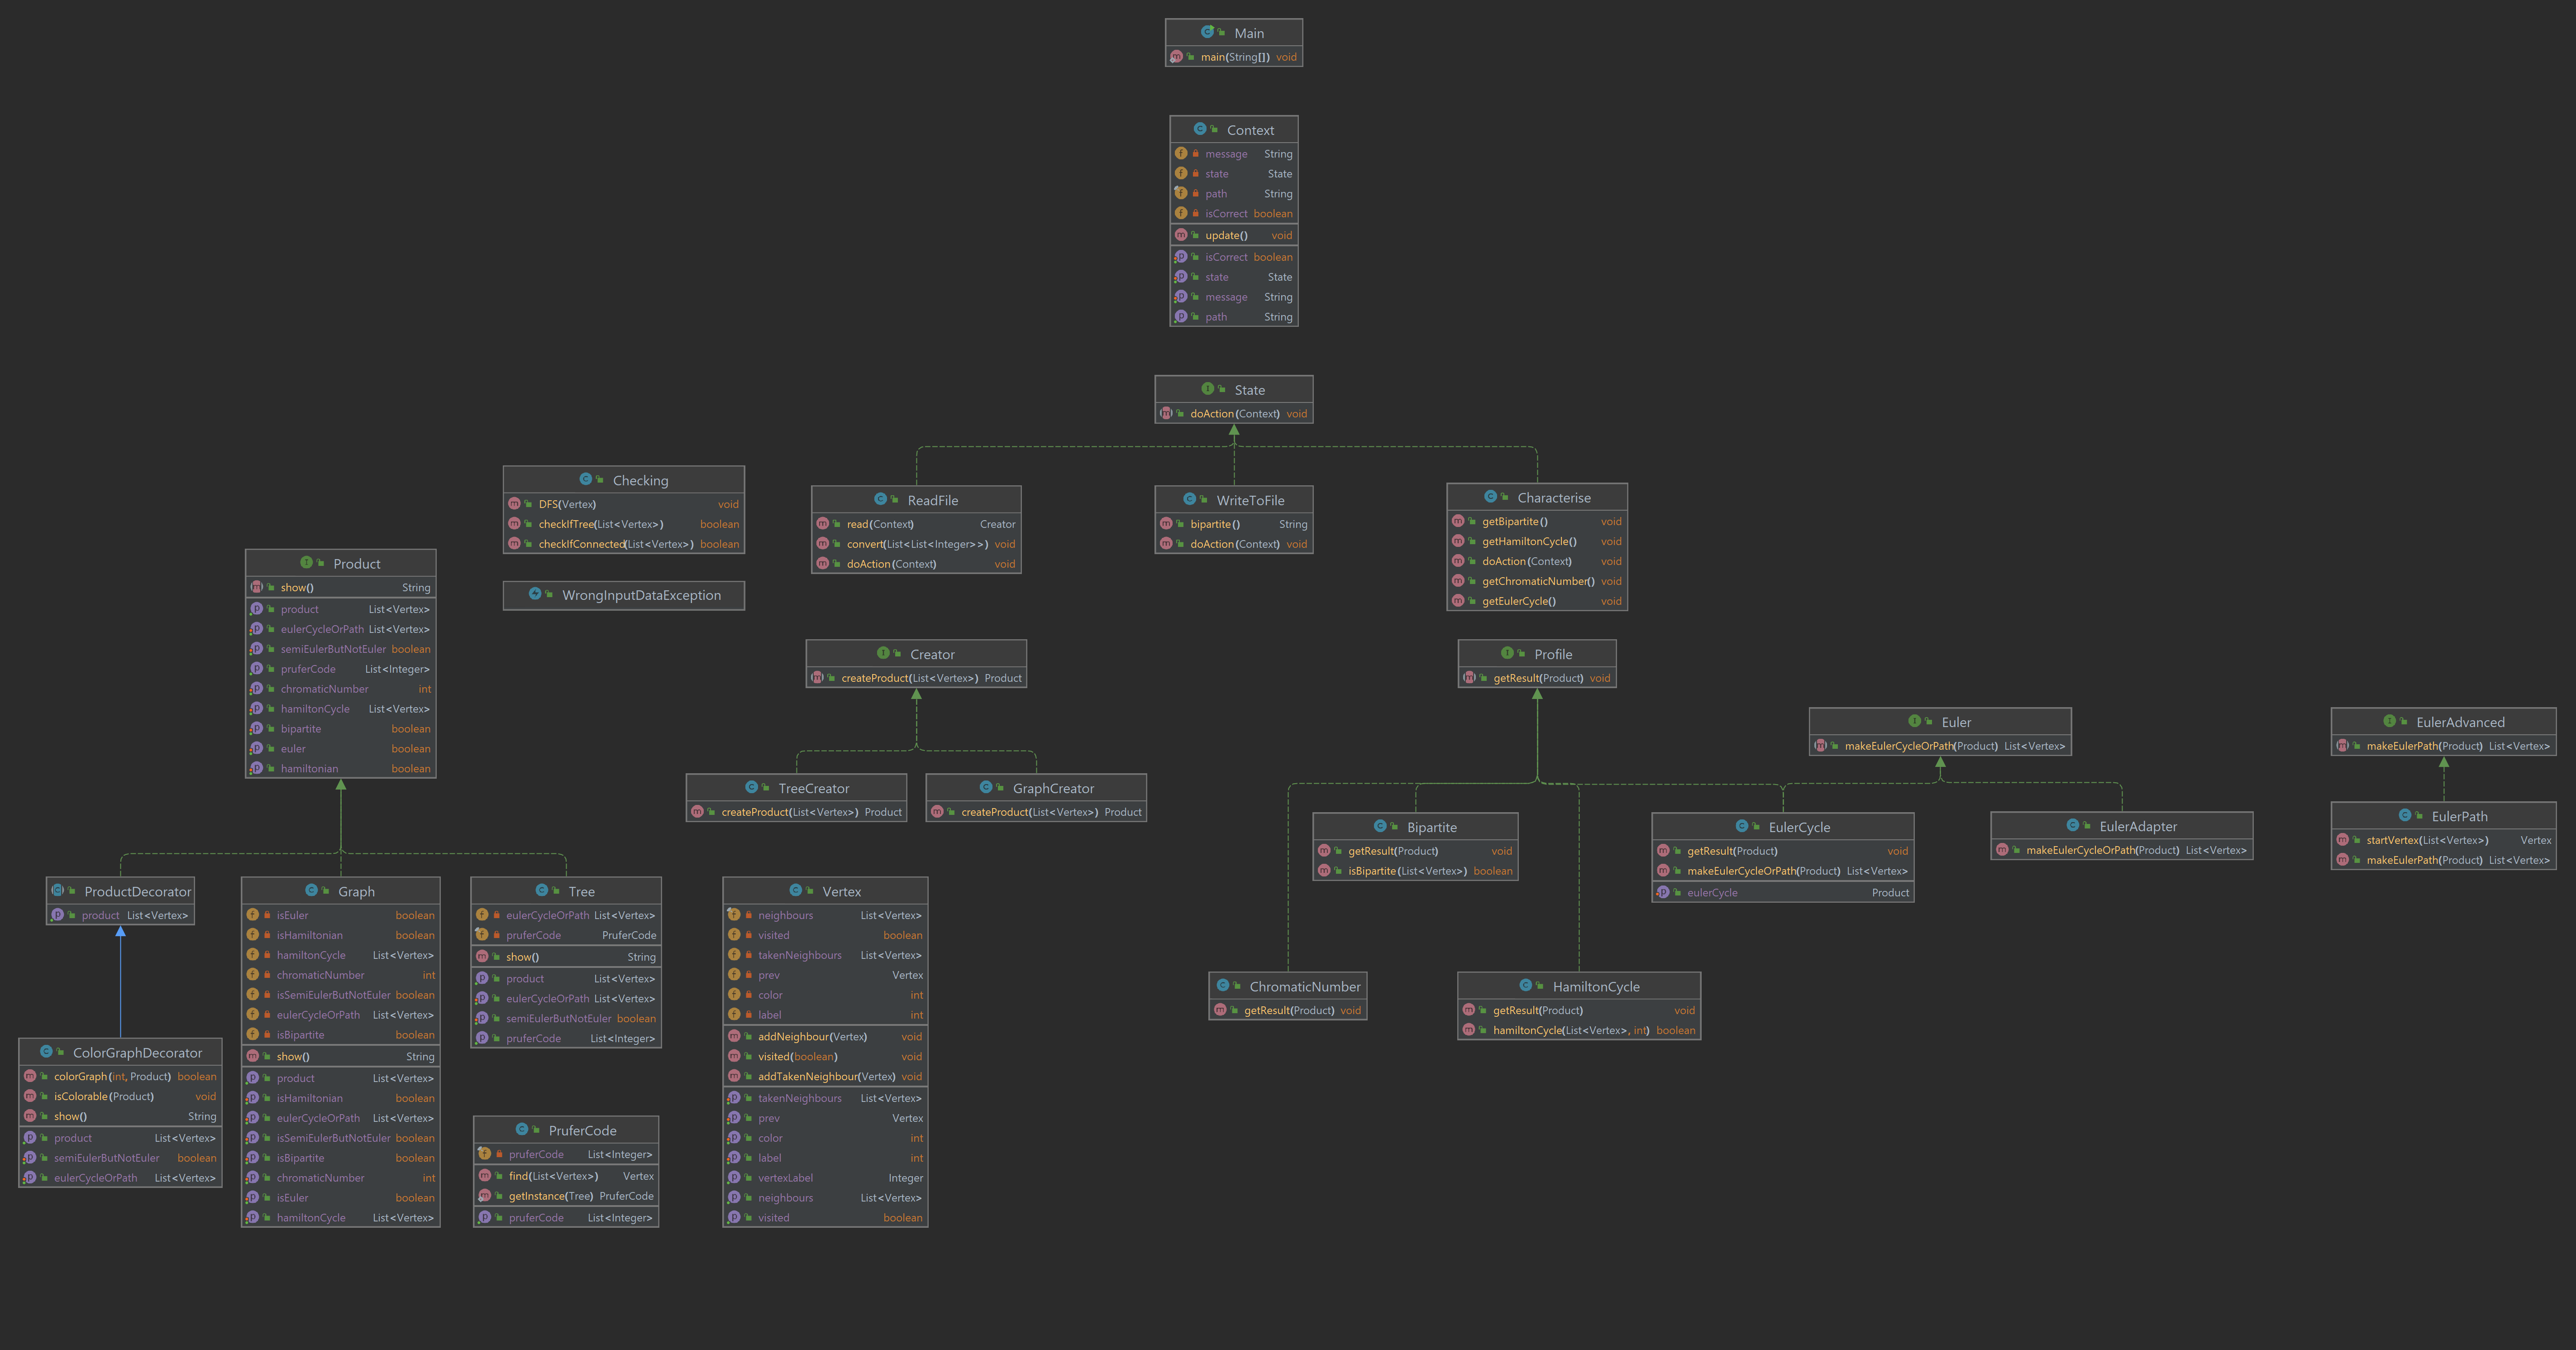 Main
main(String[]) void
Context
message String
state State
path String
isCorrect boolean
update() void
isCorrect boolean
state State
message String
path String
State
doAction(Context) void
Checking
DFS(Vertex) void
checkIfTree(List<Vertex>) boolean
checkIfConnected(List<Vertex>) boolean
ReadFile
read(Context) Creator
convert(List<List<Integer>>) void
doAction(Context) void
WriteToFile
bipartite() String
doAction(Context) void
Characterise
getBipartite() void
getHamiltonCycle() void
doAction(Context) void
getChromaticNumber() void
getEulerCycle() void
Product
show() String
product List<Vertex>
eulerCycleOrPath List<Vertex>
semiEulerButNotEuler boolean
pruferCode List<Integer>
chromaticNumber int
hamiltonCycle List<Vertex>
bipartite boolean
euler boolean
hamiltonian boolean
WrongInputDataException
Creator
createProduct(List<Vertex>) Product
Profile
getResult(Product) void
Euler
makeEulerCycleOrPath(Product) List<Vertex>
EulerAdvanced
makeEulerPath(Product) List<Vertex>
TreeCreator
createProduct(List<Vertex>) Product
GraphCreator
createProduct(List<Vertex>) Product
Bipartite
getResult(Product) void
isBipartite(List<Vertex>) boolean
EulerCycle
getResult(Product) void
makeEulerCycleOrPath(Product) List<Vertex>
eulerCycle Product
EulerAdapter
makeEulerCycleOrPath(Product) List<Vertex>
EulerPath
startVertex(List<Vertex>) Vertex
makeEulerPath(Product) List<Vertex>
ProductDecorator
product List<Vertex>
Graph
isEuler boolean
isHamiltonian boolean
hamiltonCycle List<Vertex>
chromaticNumber int
isSemiEulerButNotEuler boolean
eulerCycleOrPath List<Vertex>
isBipartite boolean
show() String
product List<Vertex>
isHamiltonian boolean
eulerCycleOrPath List<Vertex>
isSemiEulerButNotEuler boolean
isBipartite boolean
chromaticNumber int
isEuler boolean
hamiltonCycle List<Vertex>
Tree
eulerCycleOrPath List<Vertex>
pruferCode PruferCode
show() String
product List<Vertex>
eulerCycleOrPath List<Vertex>
semiEulerButNotEuler boolean
pruferCode List<Integer>
Vertex
neighbours List<Vertex>
visited boolean
takenNeighbours List<Vertex>
prev Vertex
color int
label int
addNeighbour(Vertex) void
visited(boolean) void
addTakenNeighbour(Vertex) void
takenNeighbours List<Vertex>
prev Vertex
color int
label int
vertexLabel Integer
neighbours List<Vertex>
visited boolean
ChromaticNumber
getResult(Product) void
HamiltonCycle
getResult(Product) void
hamiltonCycle(List<Vertex>, int) boolean
ColorGraphDecorator
colorGraph(int, Product) boolean
isColorable(Product) void
show() String
product List<Vertex>
semiEulerButNotEuler boolean
eulerCycleOrPath List<Vertex>
PruferCode
pruferCode List<Integer>
find(List<Vertex>) Vertex
getInstance(Tree) PruferCode
pruferCode List<Integer>